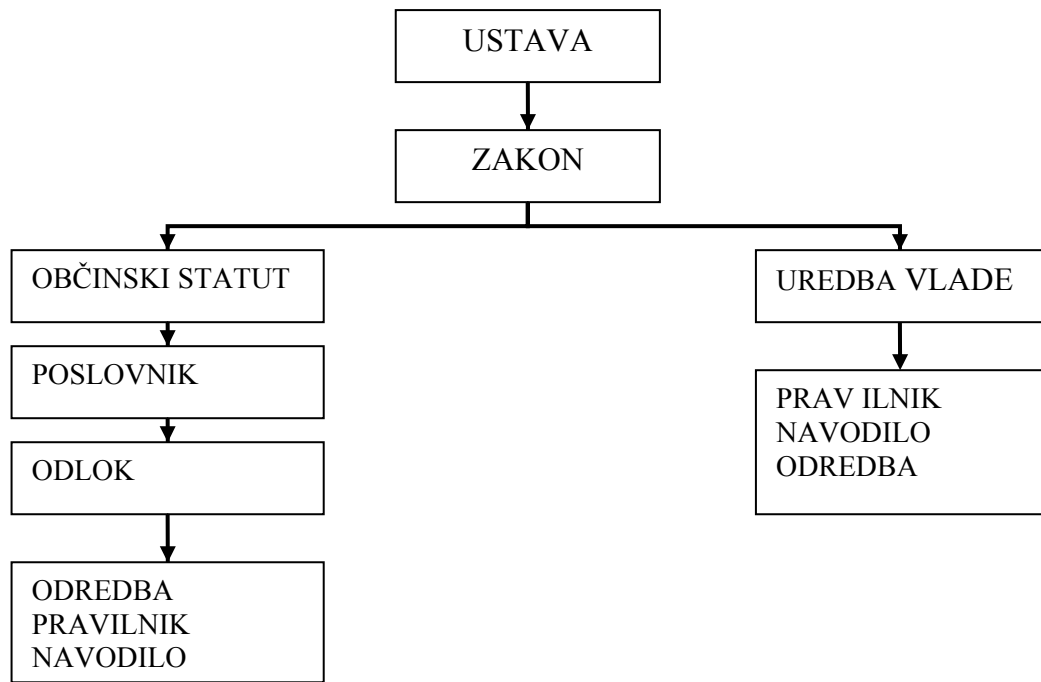 USTAVA
ZAKON
OBČINSKI STATUT
UREDBA VLADE
POSLOVNIK
PRAV ILNIK
NAVODILO
ODREDBA
ODLOK
ODREDBA
PRAVILNIK
NAVODILO